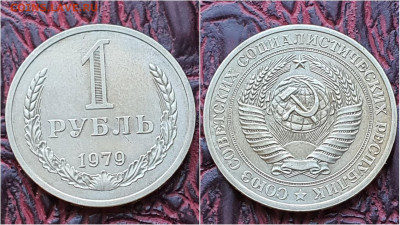 1
РУБЛЬ
1979
СОЮЗ СОВЕТСКИХ СОЦИАЛИСТИЧЕСКИХ РЕСПУБЛИК